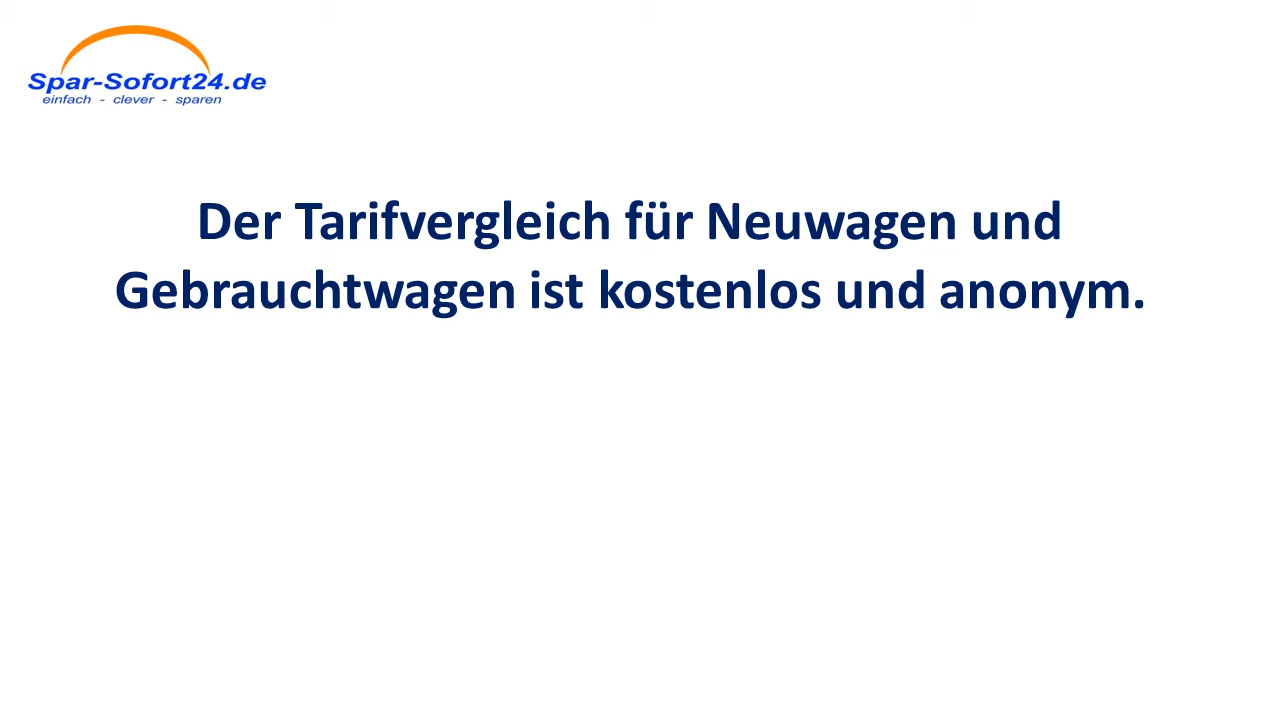 Spar-Sofort24.de
einfach - clever - sparen
Der Tarifvergleich für Neuwagen und
Gebrauchtwagen ist kostenlos und anonym.